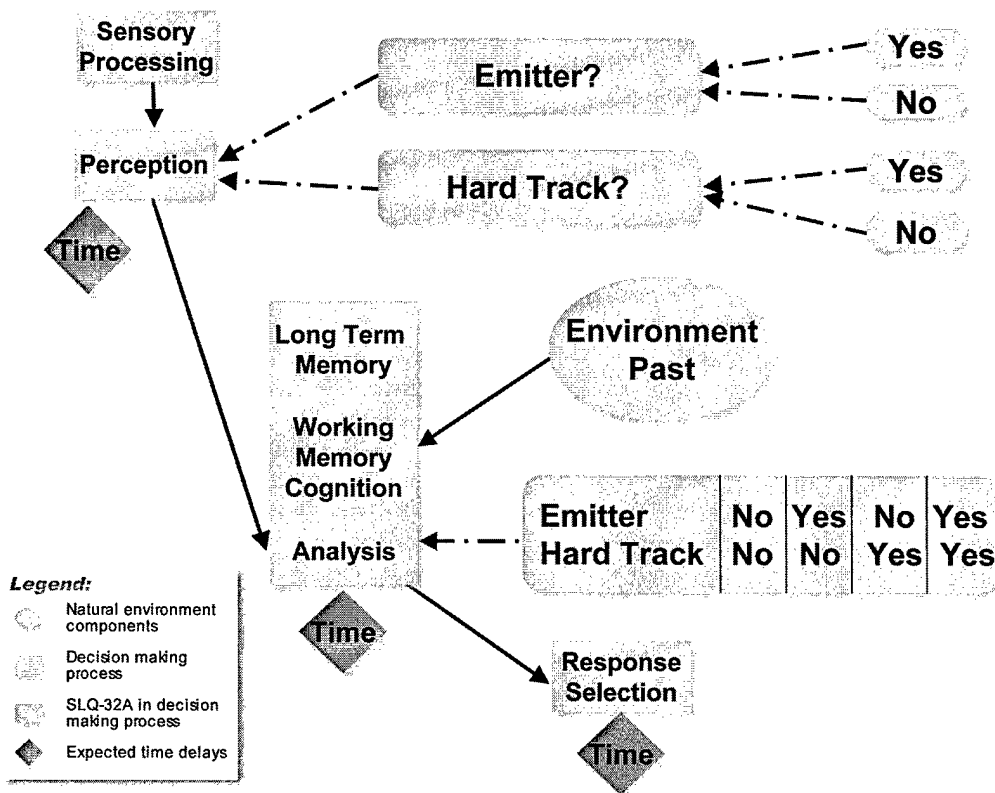 Sensory
Processing
Emitter?
Yes
No
Perception
Hard Track?
Yes
No
Time
Long Term
Memory
Working
Memory
Cognition
Analysis
Environment
Past
Emitter No Yes No Yes
Hard Track No No Yes Yes
Time
Response
Selection
Time
Legend:
Natural environment
components
Decision making
process
SLQ-32A in decision
making process
Expected time delays